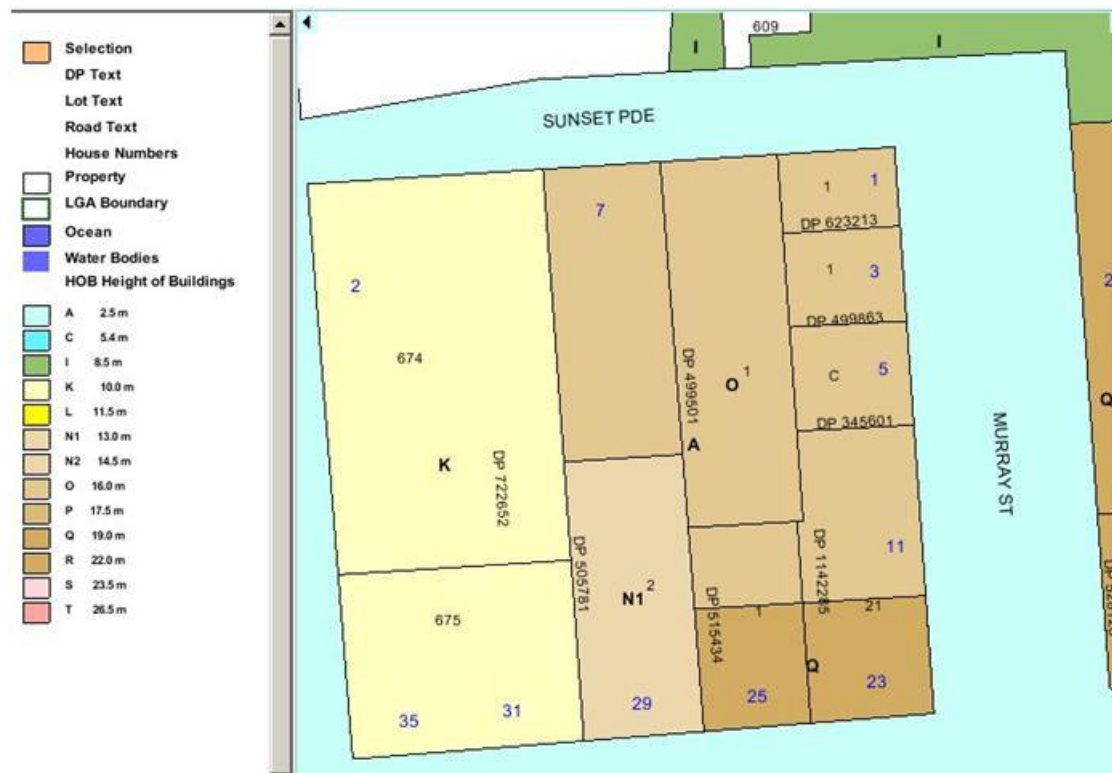 Selection
DP Text
Lot Text
Road Text
House Numbers
Property
LGA Boundary
Ocean
Water Bodies
HOB Height of Buildings
A 2.5 m
C 5.4 m
I 8.5 m
K 10.0 m
L 11.5 m
N1 13.0 m
N2 14.5 m
O 16.0 m
P 17.5 m
Q 19.0 m
R 22.0 m
S 23.5 m
T 26.5 m
609
I
I
SUNSET PDE
1
1
7
DP 623213
2
1
3
DP 499863
674
DP 499501
O 1
C
5
DP 345601
A
K
DP 722652
MURRAY ST
Q
11
DP 1142285
DP 505781
N1 2
DP 515434
1
21
675
Q
23
25
29
31
35